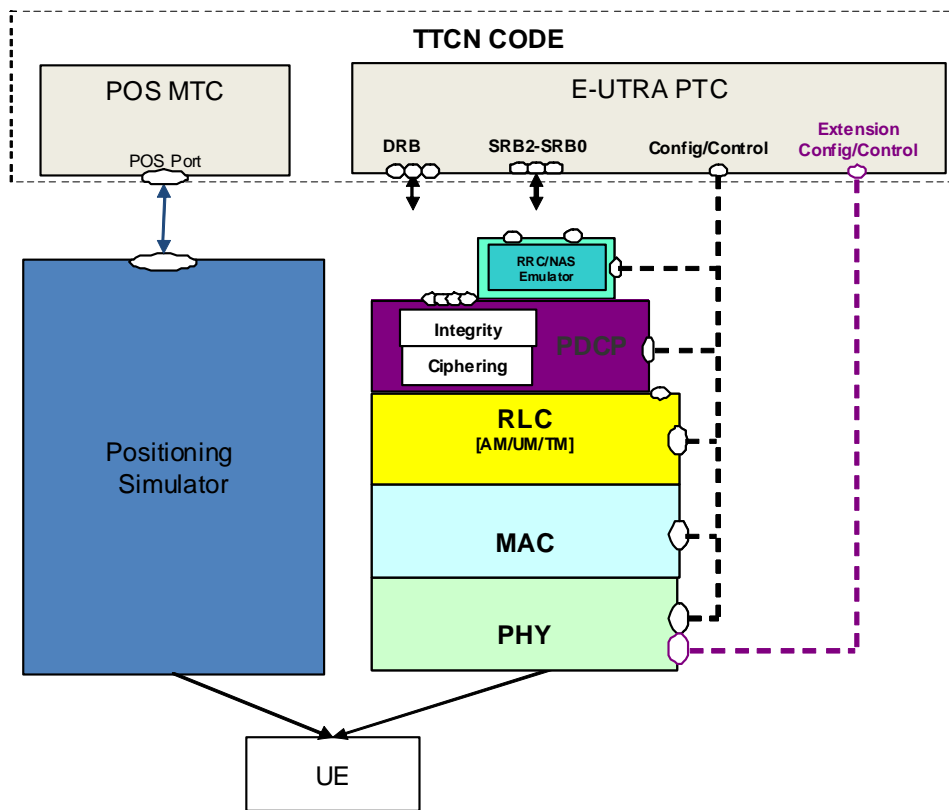 TTCN CODE
POS MTC
E-UTRA PTC
POS Port
DRB
SRB2-SRB0
Config/Control
Extension
Config/Control
RRC/NAS
Emulator
Integrity
Ciphering
PDCP
RLC
[AM/UM/TM]
Positioning
Simulator
MAC
PHY
UE